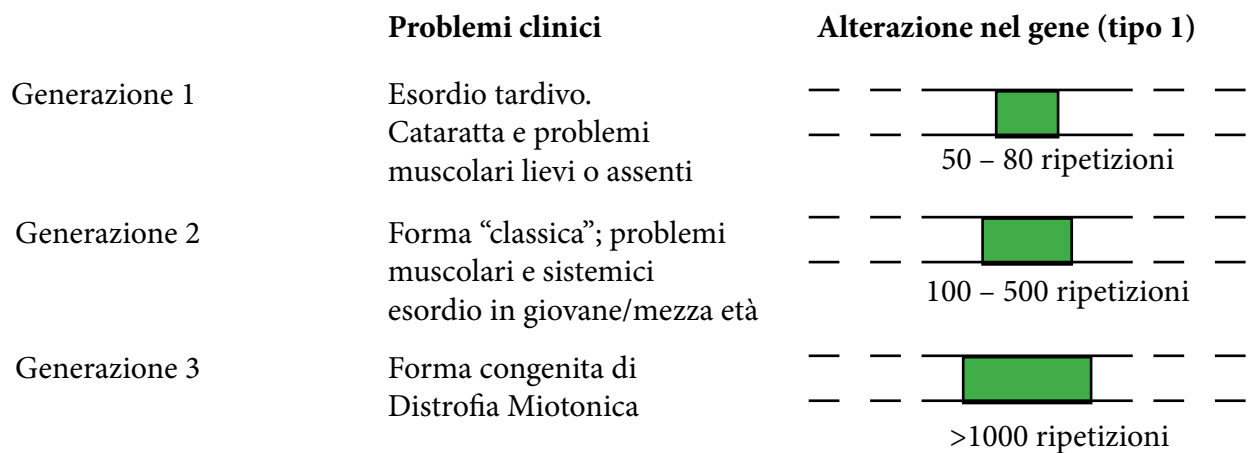 Problemi clinici
Alterazione nel gene (tipo 1)
Generazione 1
Esordio tardivo.
Cataratta e problemi
muscolari lievi o assenti
50 – 80 ripetizioni
Generazione 2
Forma “classica”; problemi
muscolari e sistemici
esordio in giovane/mezza età
100 – 500 ripetizioni
Generazione 3
Forma congenita di
Distrofia Miotonica
>1000 ripetizioni